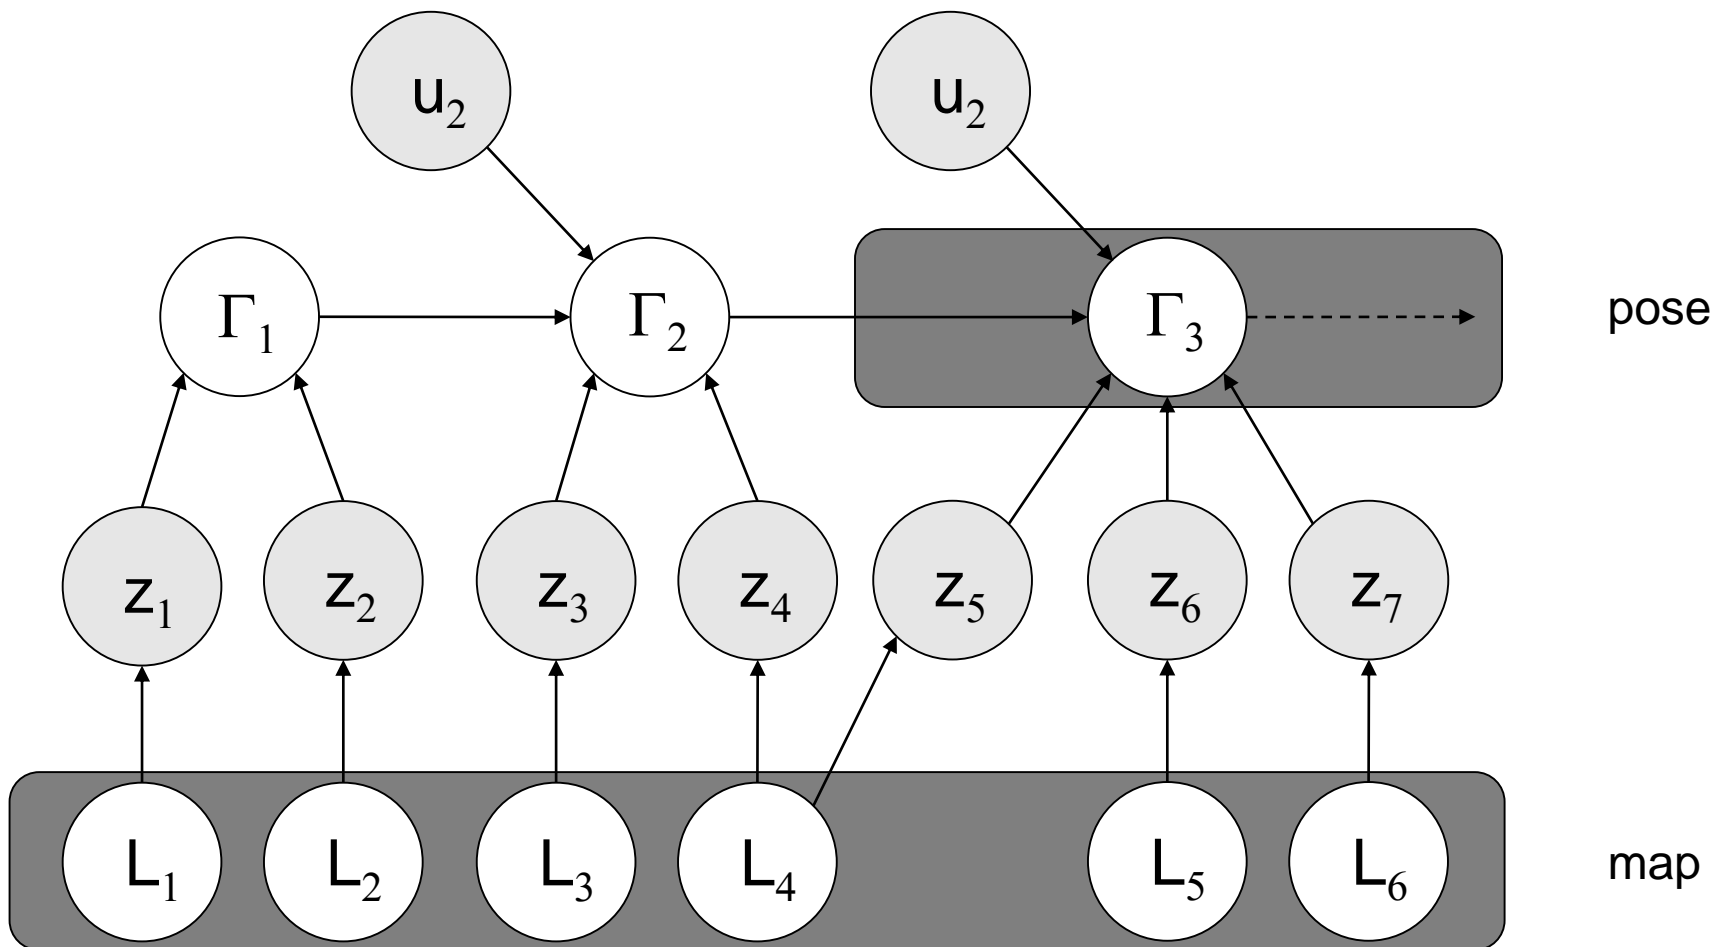 u₂ u₂
Γ₁ Γ₂ Γ₃ pose
z₁ z₂ z₃ z₄ z₅ z₆ z₇
L₁ L₂ L₃ L₄ L₅ L₆ map